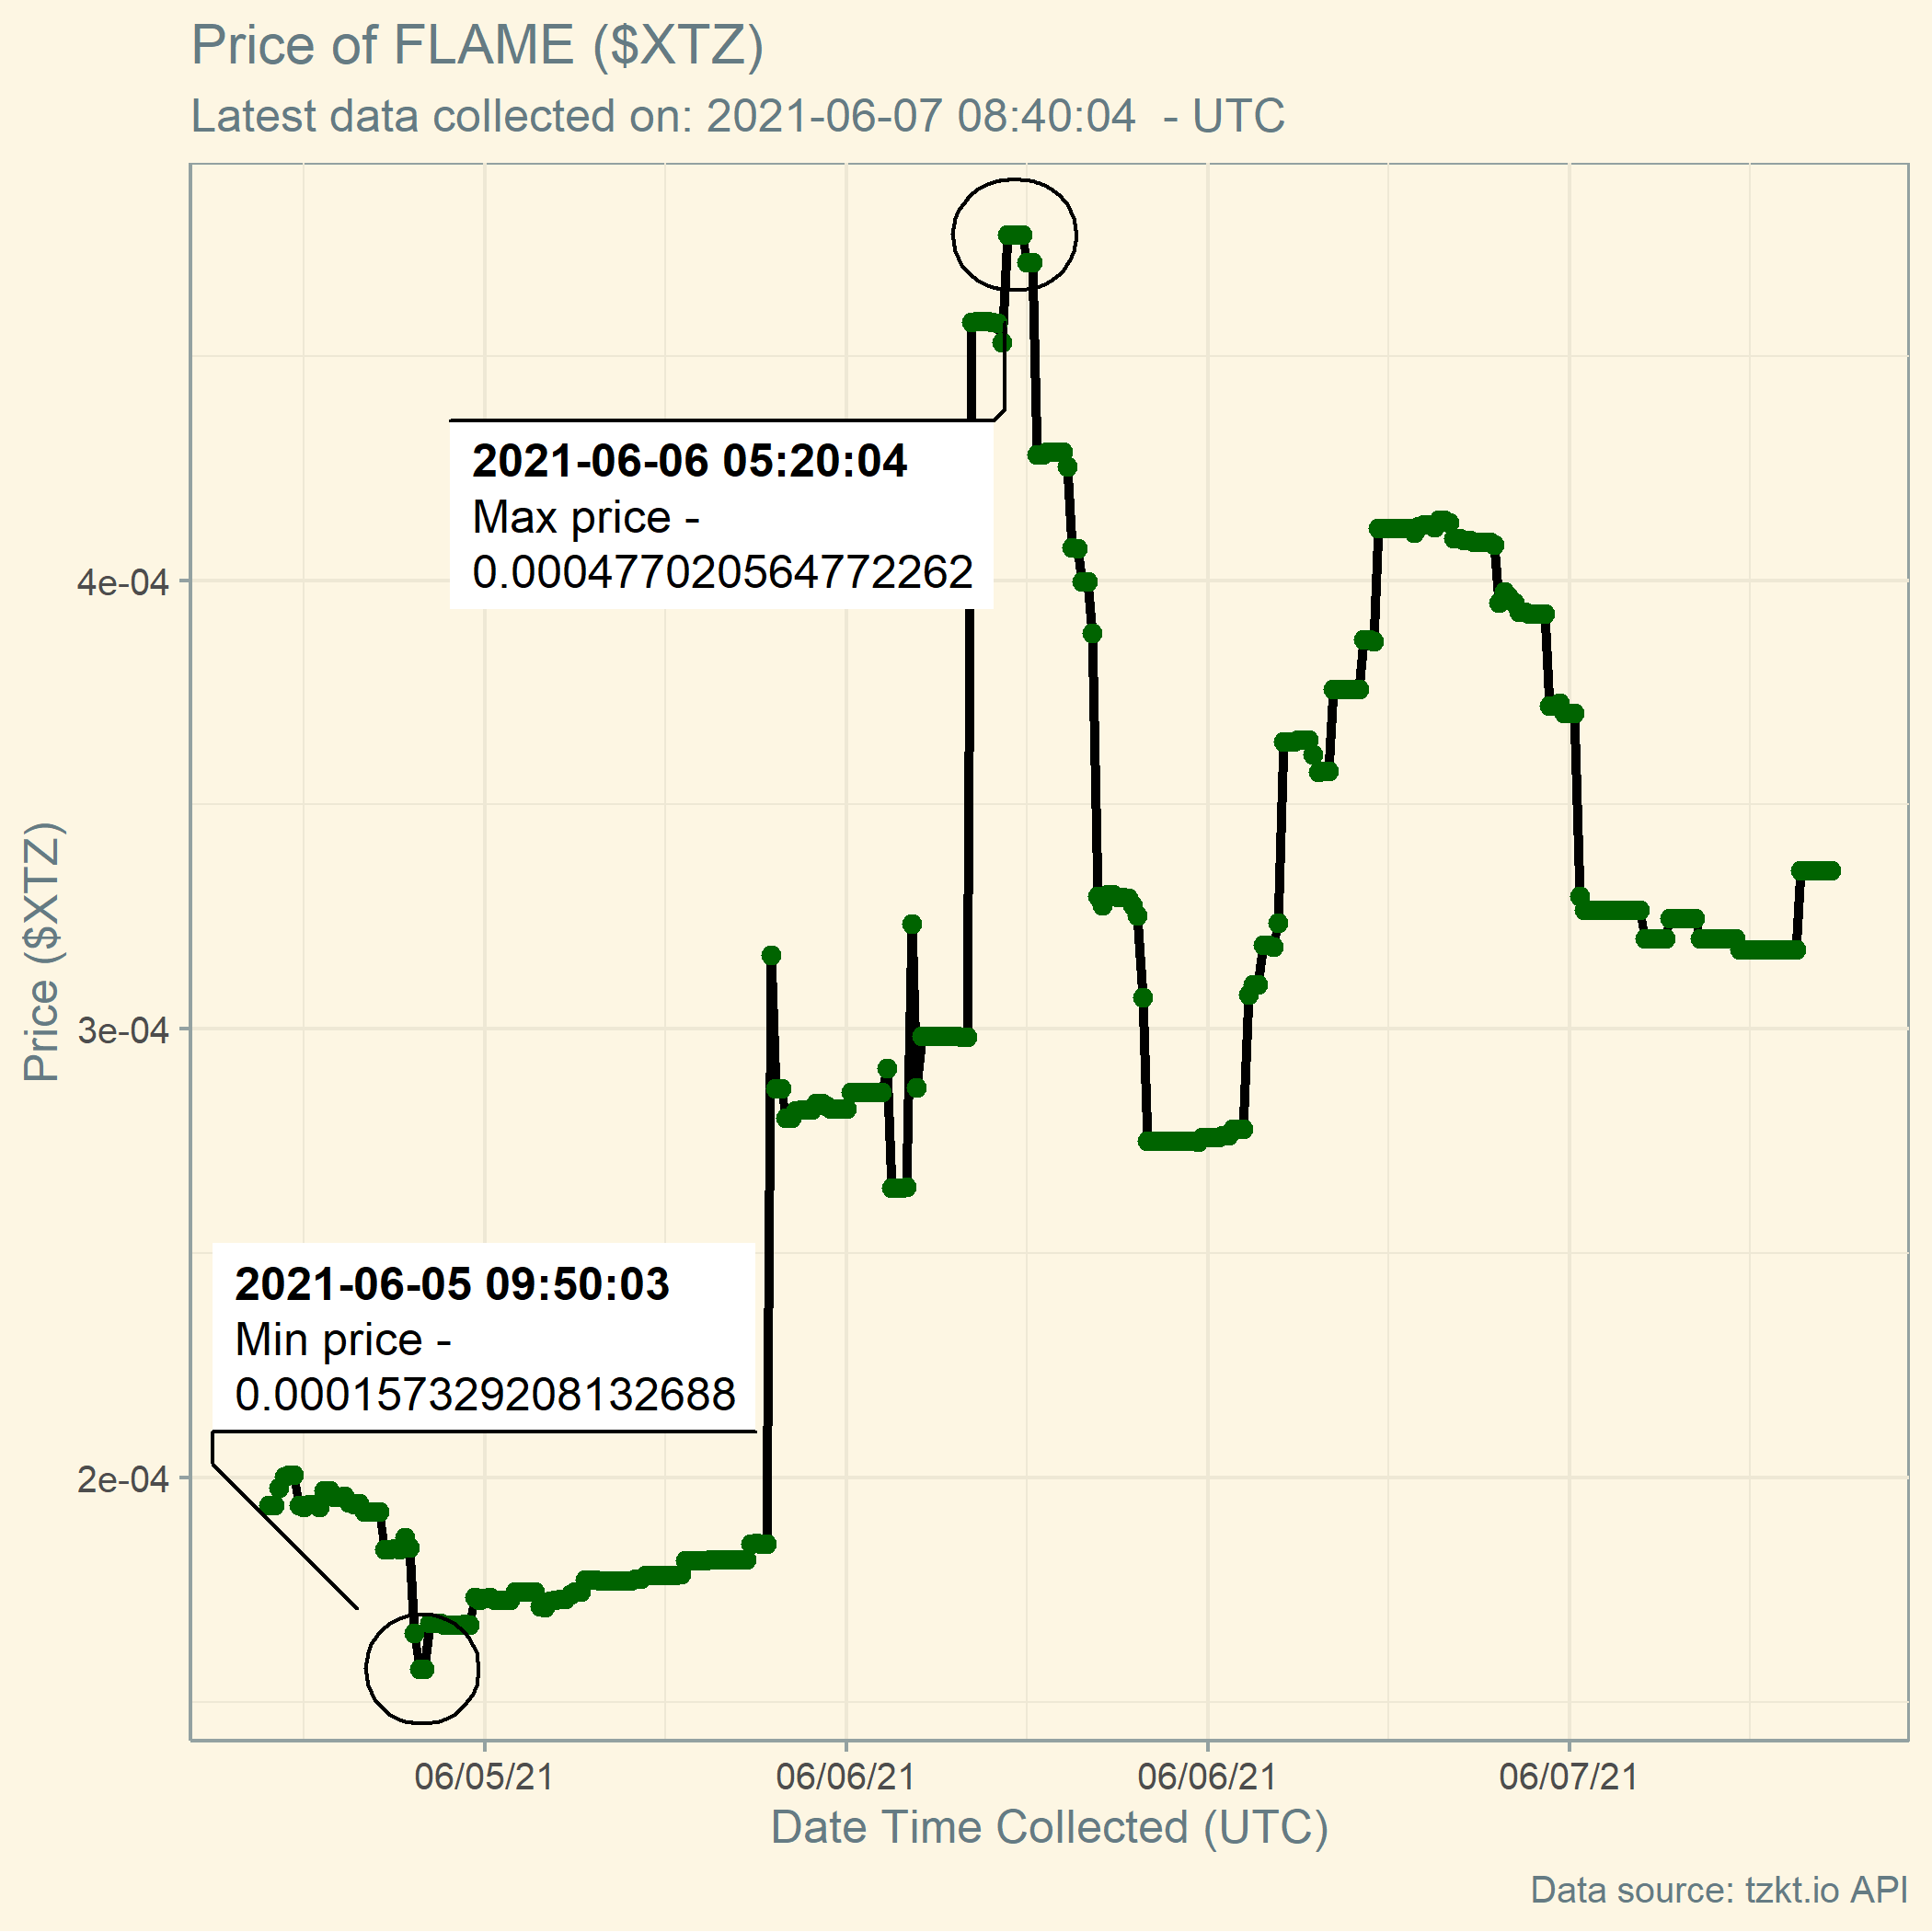 Price of FLAME ($XTZ)
Latest data collected on: 2021-06-07 08:40:04  - UTC
2021-06-06 05:20:04
Max price -
0.000477020564772262
4e-04
Price ($XTZ)
3e-04
2021-06-05 09:50:03
Min price -
0.000157329208132688
2e-04
06/05/21 06/06/21 06/06/21 06/07/21
Date Time Collected (UTC)
Data source: tzkt.io API